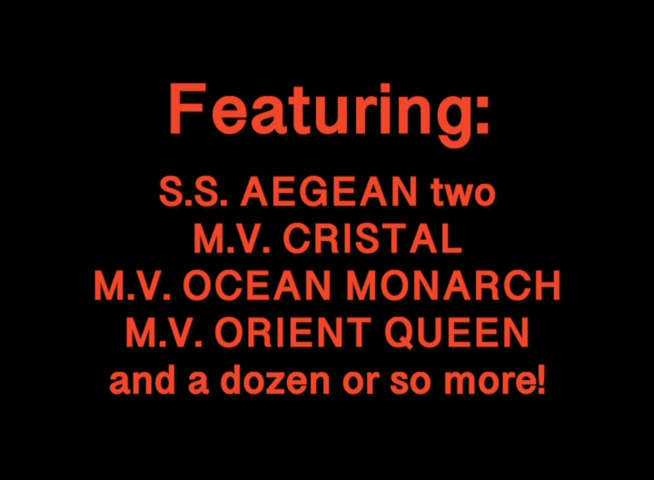 Featuring:
S.S. AEGEAN two
M.V. CRISTAL
M.V. OCEAN MONARCH
M.V. ORIENT QUEEN
and a dozen or so more!